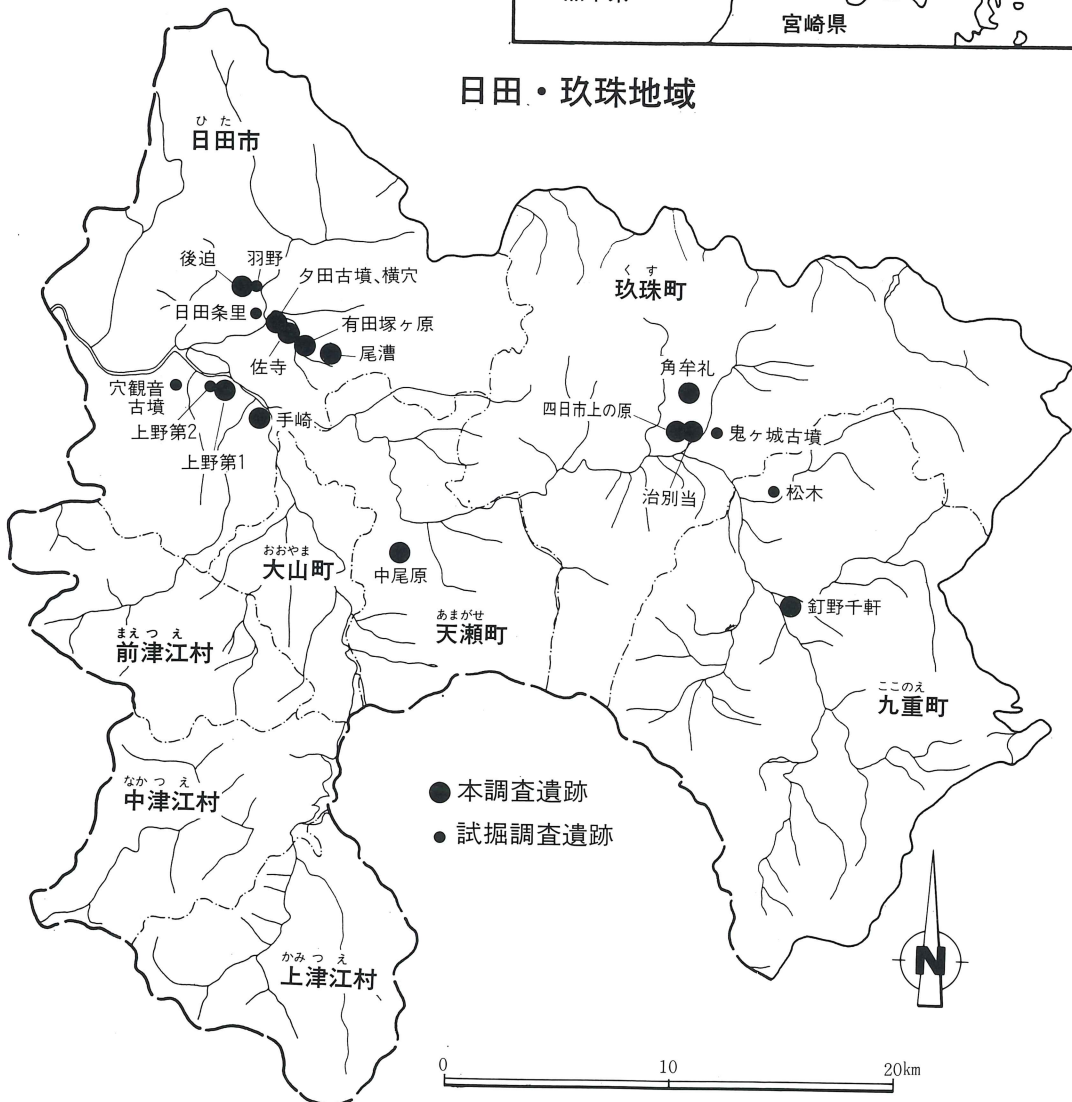 宮崎県
日田・玖珠地域
ひた
日田市
後迫
羽野
夕田古墳、横穴
日田条里
有田塚ヶ原
佐寺
尾漕
穴観音
古墳
上野第2
手崎
上野第1
くす
玖珠町
角牟礼
四日市上の原
鬼ヶ城古墳
治別当
松木
おおやま
大山町
中尾原
あまがせ
天瀬町
釘野千軒
まえつえ
前津江村
ここのえ
九重町
なかつえ
中津江村
本調査遺跡
試掘調査遺跡
かみつえ
上津江村
N
0 10 20km